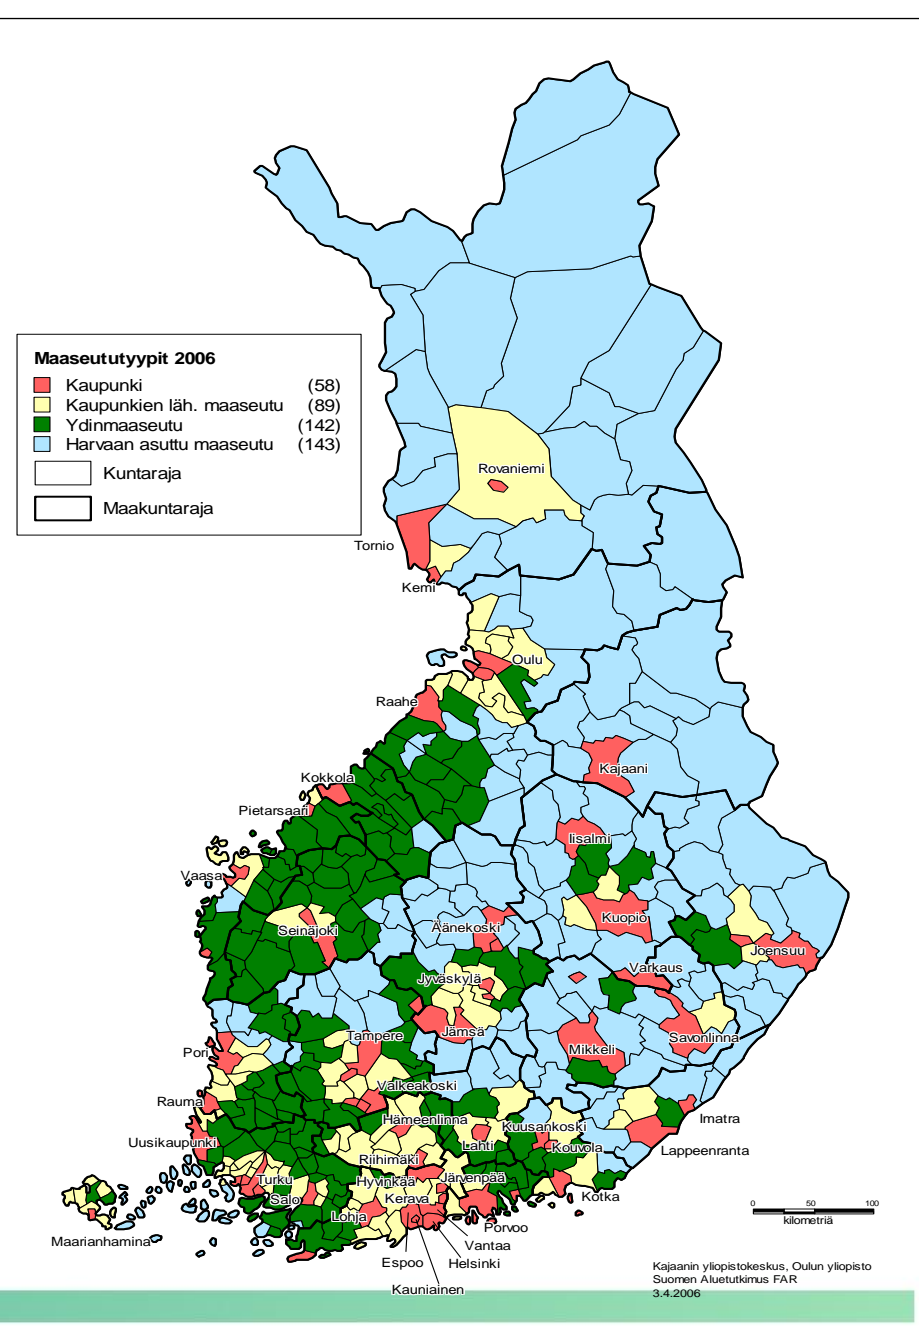 Maaseututyypit 2006
Kaupunki (58)
Kaupunkien läh. maaseutu (89)
Ydinmaaseutu (142)
Harvaan asuttu maaseutu (143)
Kuntaraja
Maakuntaraja
Rovaniemi
Tornio
Kemi
Oulu
Raahe
Kajaani
Kokkola
Pietarsaari
Iisalmi
Vaasa
Kuopio
Seinäjoki
Äänekoski
Joensuu
Varkaus
Jyväskylä
Jämsä
Savonlinna
Tampere
Mikkeli
Pori
Valkeakoski
Rauma
Hämeenlinna
Imatra
Kuusankoski
Uusikaupunki
Lahti
Kouvola
Lappeenranta
Riihimäki
Turku
Hyvinkää
Järvenpää
Salo
Kerava
Kotka
Lohja
Porvoo
Maarianhamina
Vantaa
Espoo
Helsinki
Kauniainen
0 50 100
kilometriä
Kajaanin yliopistokeskus, Oulun yliopisto
Suomen Aluetutkimus FAR
3.4.2006